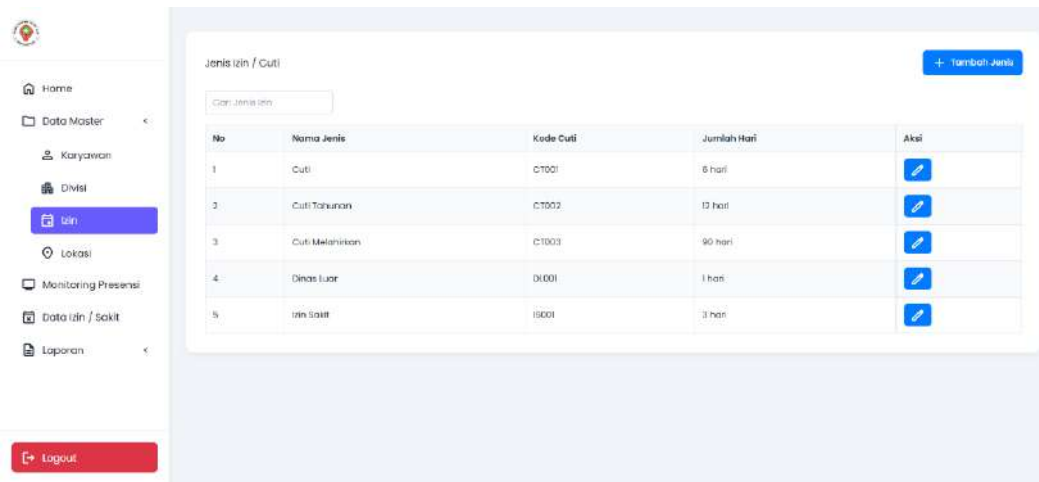 Home
Data Master
Karyawan
Divisi
Izin
Lokasi
Monitoring Presensi
Data Izin / Sakit
Laporan
Logout
Jenis Izin / Cuti
+ Tambah Jenis
Cari Jenis Izin
No Nama Jenis Kode Cuti Jumlah Hari Aksi
1 Cuti CT001 6 hari
2 Cuti Tahunan CT002 12 hari
3 Cuti Melahirkan CT003 90 hari
4 Dinas Luar DL001 1 hari
5 Izin Sakit IS001 3 hari